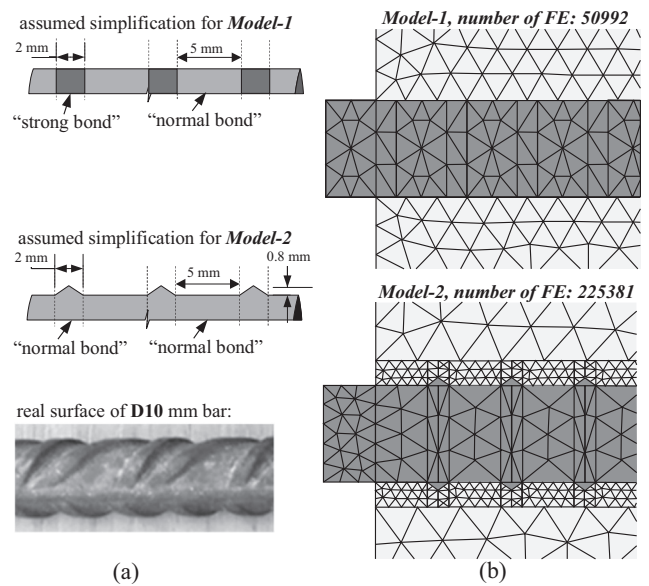 assumed simplification for Model-1
2 mm
5 mm
“strong bond”
“normal bond”
assumed simplification for Model-2
2 mm
5 mm
0.8 mm
“normal bond”
“normal bond”
real surface of D10 mm bar:
(a)
Model-1, number of FE: 50992
Model-2, number of FE: 225381
(b)